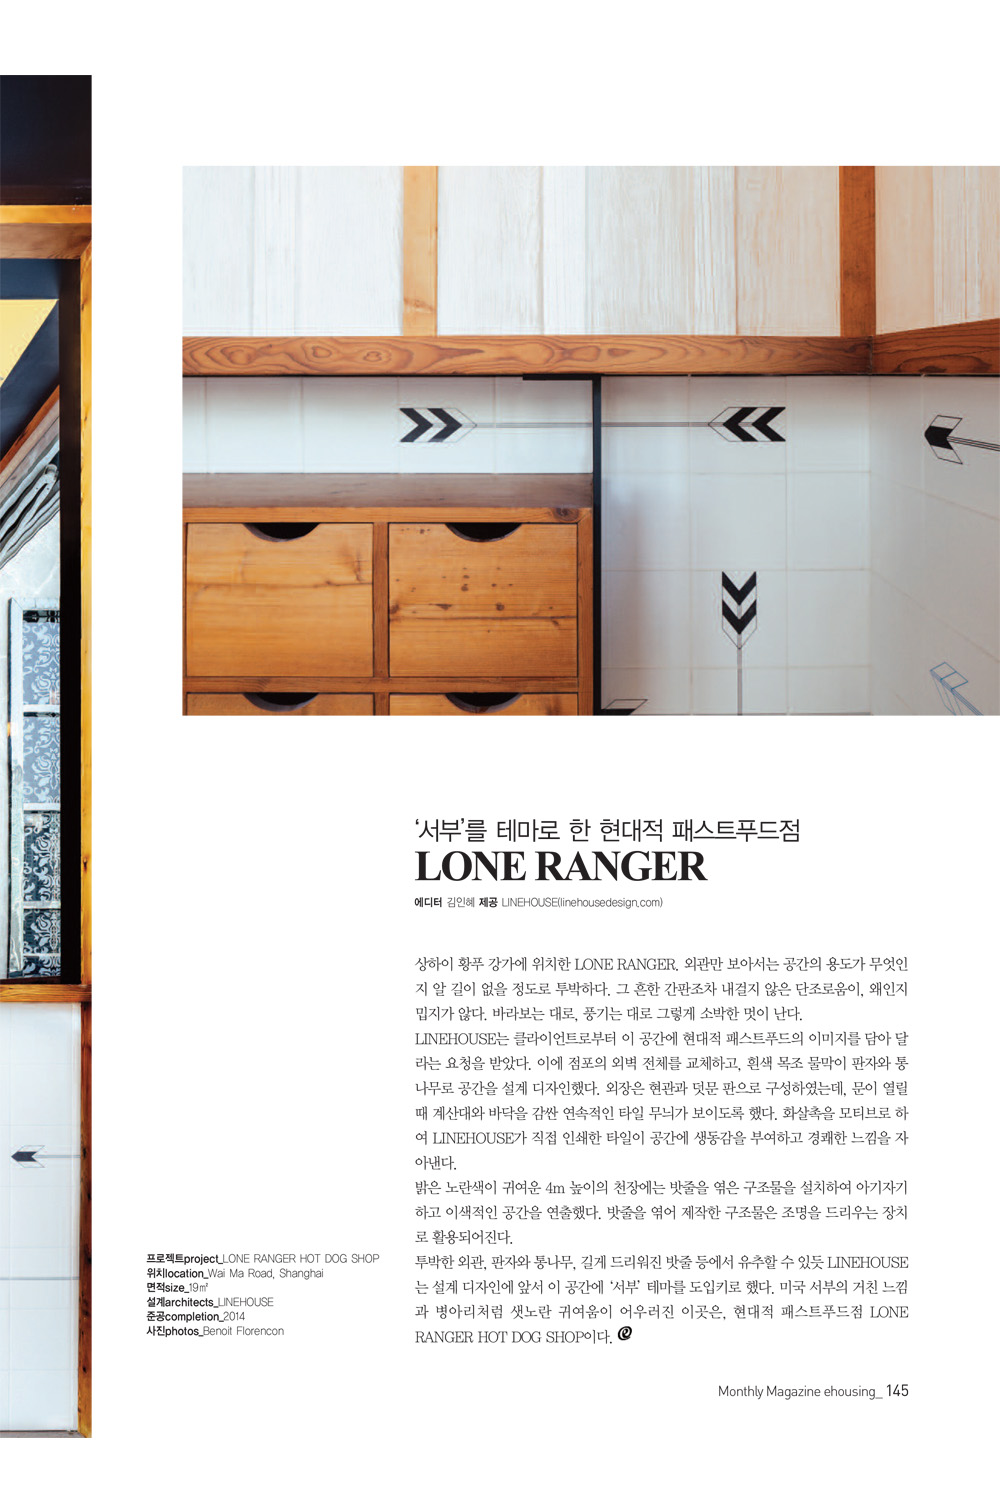 ‘서부’를 테마로 한 현대적 패스트푸드점
LONE RANGER
에디터 김인혜 제공 LINEHOUSE(linehousedesign.com)
상하이 황푸 강가에 위치한 LONE RANGER. 외관만 보아서는 공간의 용도가 무엇인
지 알 길이 없을 정도로 투박하다. 그 흔한 간판조차 내걸지 않은 단조로움이, 왜인지
밉지가 않다. 바라보는 대로, 풍기는 대로 그렇게 소박한 멋이 난다.
LINEHOUSE는 클라이언트로부터 이 공간에 현대적 패스트푸드의 이미지를 담아 달
라는 요청을 받았다. 이에 점포의 외벽 전체를 교체하고, 흰색 목조 물막이 판자와 통
나무로 공간을 설계 디자인했다. 외장은 현관과 덧문 판으로 구성하였는데, 문이 열릴
때 계산대와 바닥을 감싼 연속적인 타일 무늬가 보이도록 했다. 화살촉을 모티브로 하
여 LINEHOUSE가 직접 인쇄한 타일이 공간에 생동감을 부여하고 경쾌한 느낌을 자
아낸다.
밝은 노란색이 귀여운 4m 높이의 천장에는 밧줄을 엮은 구조물을 설치하여 아기자기
하고 이색적인 공간을 연출했다. 밧줄을 엮어 제작한 구조물은 조명을 드리우는 장치
로 활용되어진다.
투박한 외관, 판자와 통나무, 길게 드리워진 밧줄 등에서 유추할 수 있듯 LINEHOUSE
는 설계 디자인에 앞서 이 공간에 ‘서부’ 테마를 도입키로 했다. 미국 서부의 거친 느낌
과 병아리처럼 샛노란 귀여움이 어우러진 이곳은, 현대적 패스트푸드점 LONE
RANGER HOT DOG SHOP이다.
프로젝트project_LONE RANGER HOT DOG SHOP
위치location_Wai Ma Road, Shanghai
면적size_19㎡
설계architects_LINEHOUSE
준공completion_2014
사진photos_Benoit Florencon
Monthly Magazine ehousing_ 145